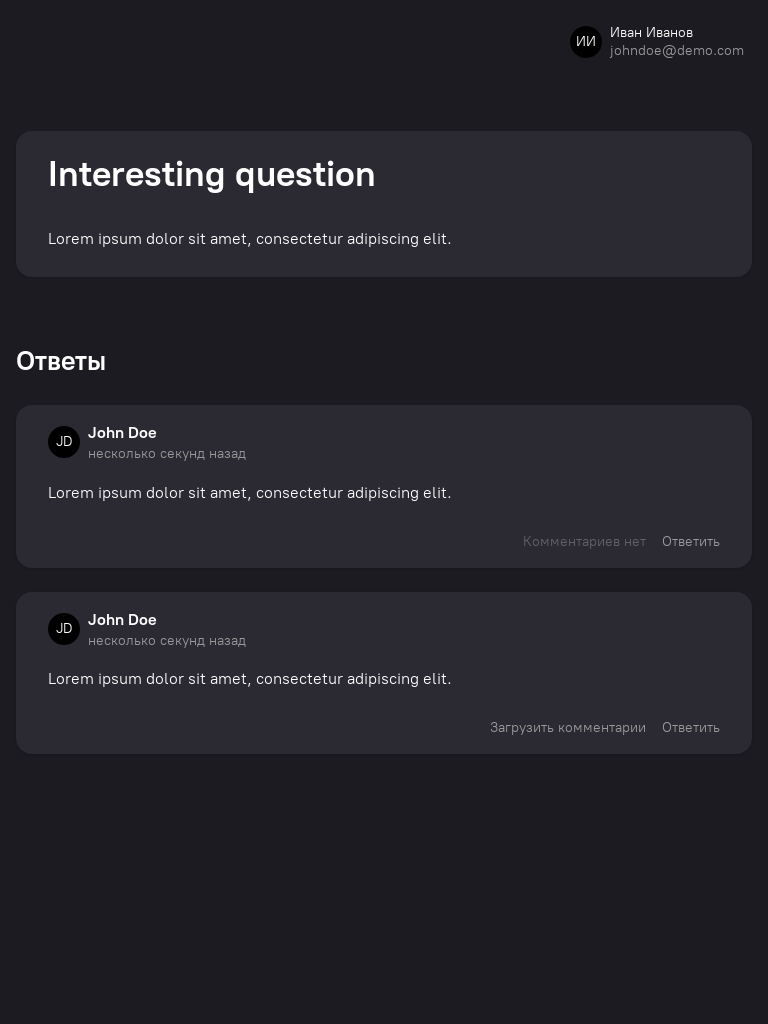 ИИ
Иван Иванов
johndoe@demo.com
Interesting question
Lorem ipsum dolor sit amet, consectetur adipiscing elit.
Ответы
JD
John Doe
несколько секунд назад
Lorem ipsum dolor sit amet, consectetur adipiscing elit.
Комментариев нет Ответить
JD
John Doe
несколько секунд назад
Lorem ipsum dolor sit amet, consectetur adipiscing elit.
Загрузить комментарии Ответить